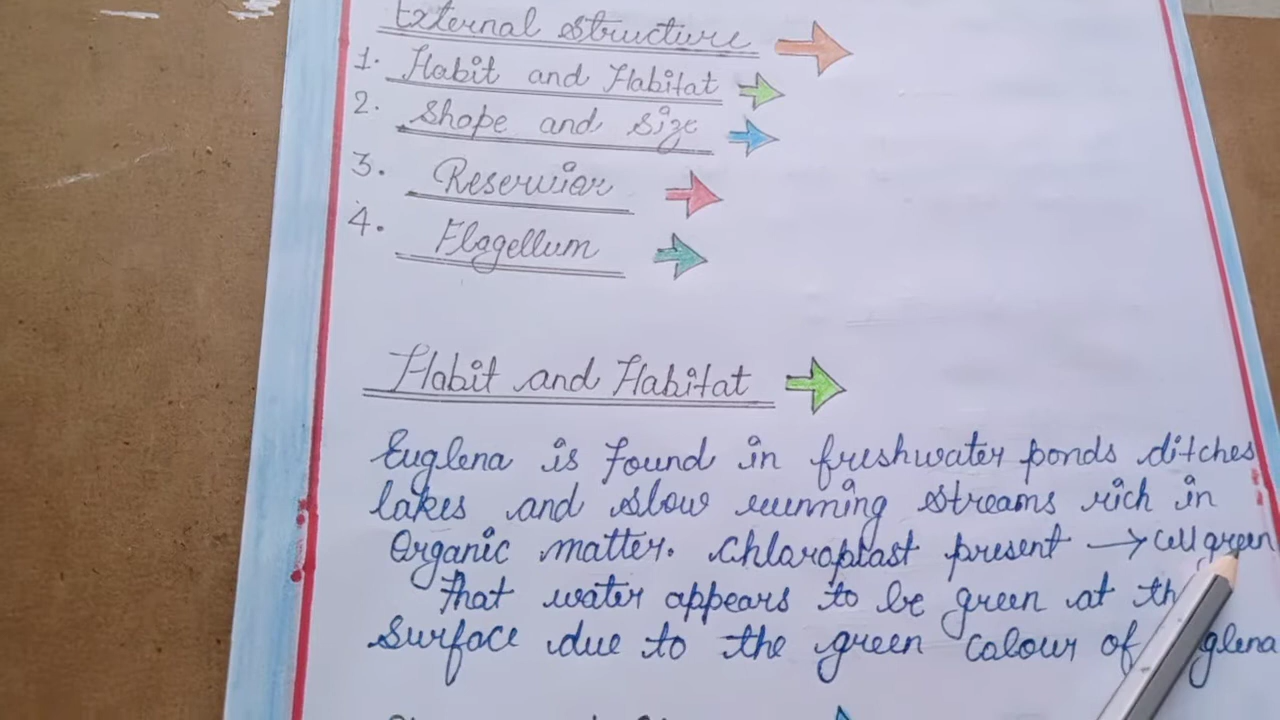 External Structure
1. Habit and Habitat
2. Shape and Size
3. Reservior
4. Flagellum
Habit and Habitat
Euglena is found in freshwater ponds ditches
lakes and slow running streams rich in
Organic matter. Chloroplast present → cell green
That water appears to be green at
surface due to the green colour of